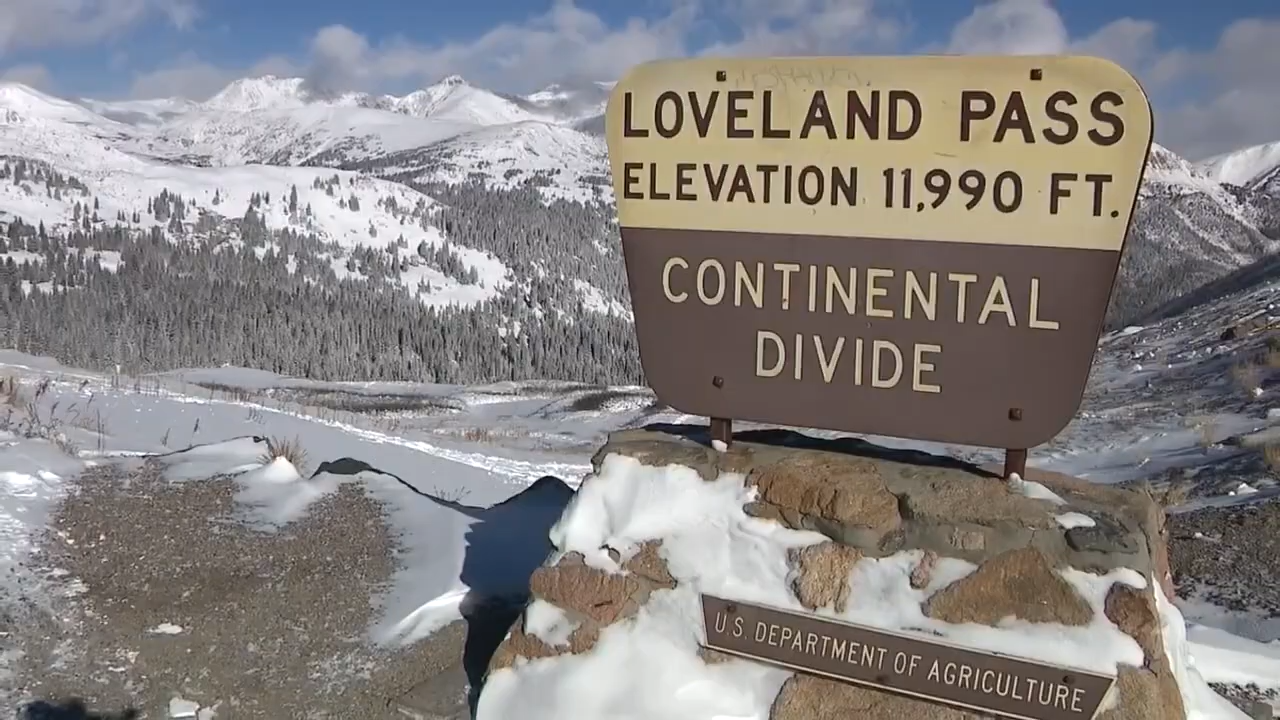 LOVELAND PASS
ELEVATION 11,990 FT.
CONTINENTAL
DIVIDE
U.S. DEPARTMENT OF AGRICULTURE